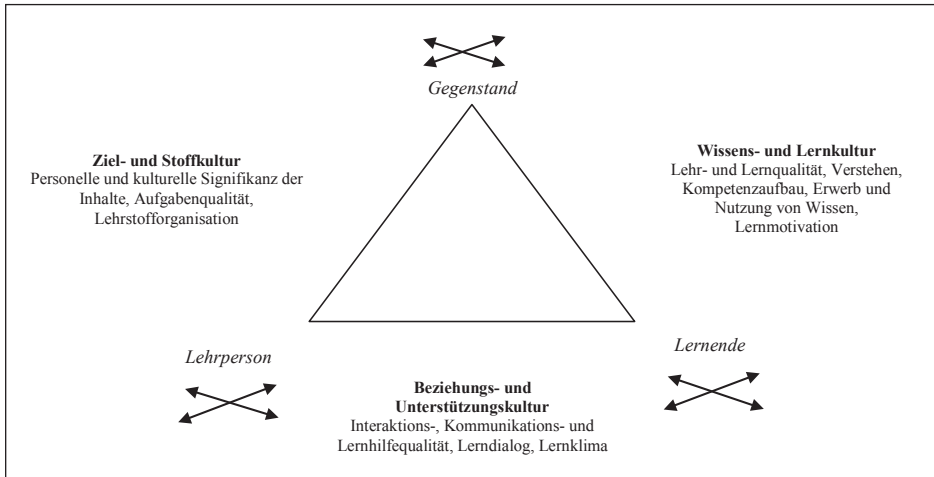 Gegenstand
Ziel- und Stoffkultur
Personelle und kulturelle Signifikanz der
Inhalte, Aufgabenqualität,
Lehrstofforganisation
Wissens- und Lernkultur
Lehr- und Lernqualität, Verstehen,
Kompetenzaufbau, Erwerb und
Nutzung von Wissen,
Lernmotivation
Lehrperson
Lernende
Beziehungs- und
Unterstützungskultur
Interaktions-, Kommunikations- und
Lernhilfequalität, Lerndialog, Lernklima